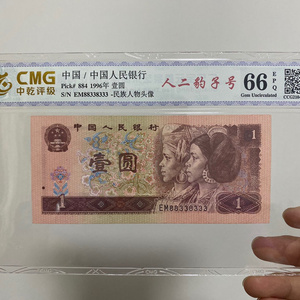 CMG
中乾评级
中国 / 中国人民银行
Pick# 884 1996年 壹圆
S/N EM88338333 -民族人物头像
人二豹子号
66 EPQ
Gem Uncirculated
中国人民银行
壹圆
1
EM88338333
1
1